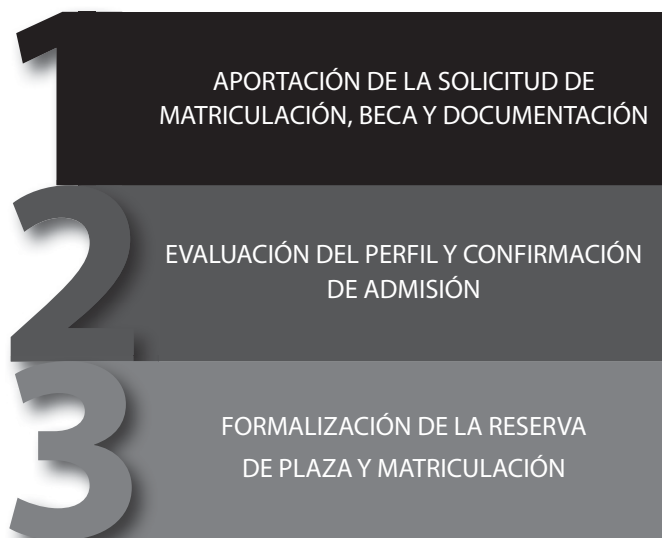 1
APORTACIÓN DE LA SOLICITUD DE
MATRICULACIÓN, BECA Y DOCUMENTACIÓN
2
EVALUACIÓN DEL PERFIL Y CONFIRMACIÓN
DE ADMISIÓN
3
FORMALIZACIÓN DE LA RESERVA
DE PLAZA Y MATRICULACIÓN